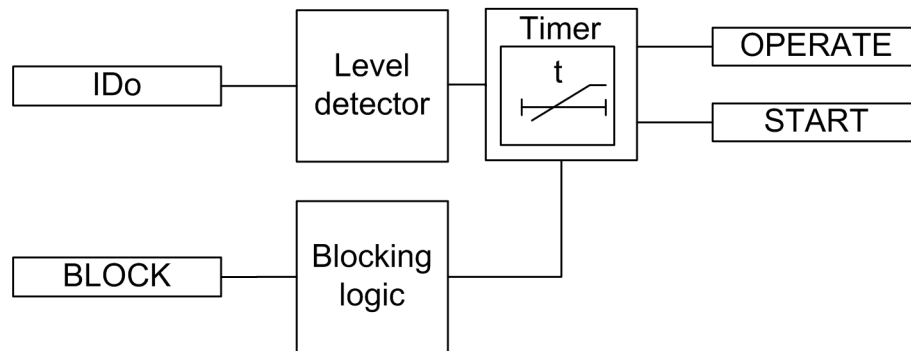 IDo
Level
detector
Timer
t
OPERATE
START
BLOCK
Blocking
logic